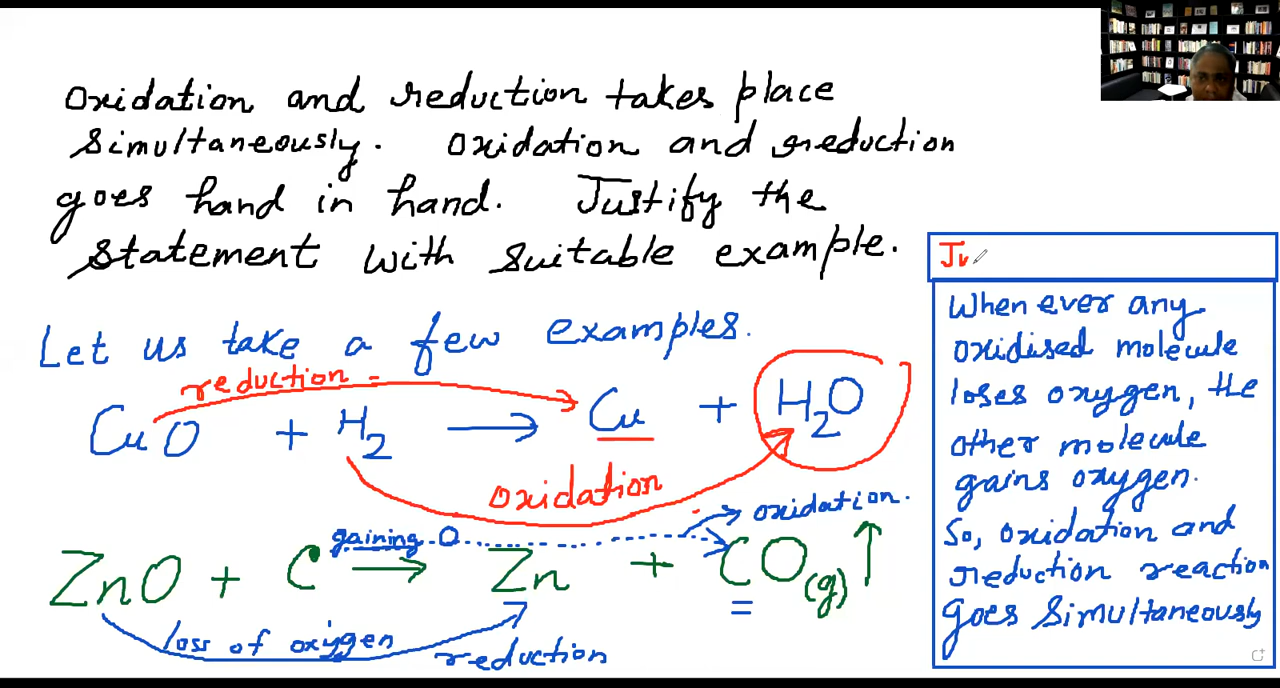 Oxidation and reduction takes place
simultaneously. Oxidation and reduction
goes hand in hand. Justify the
statement with suitable example.
Let us take a few examples.
reduction
CuO + H2 → Cu + H2O
oxidation
oxidation.
gaining O
ZnO + C → Zn + CO(g) ↑
loss of oxygen
reduction
Ju
When ever any
oxidised molecule
loses oxygen, the
other molecule
gains oxygen.
So, oxidation and
reduction reaction
goes simultaneously